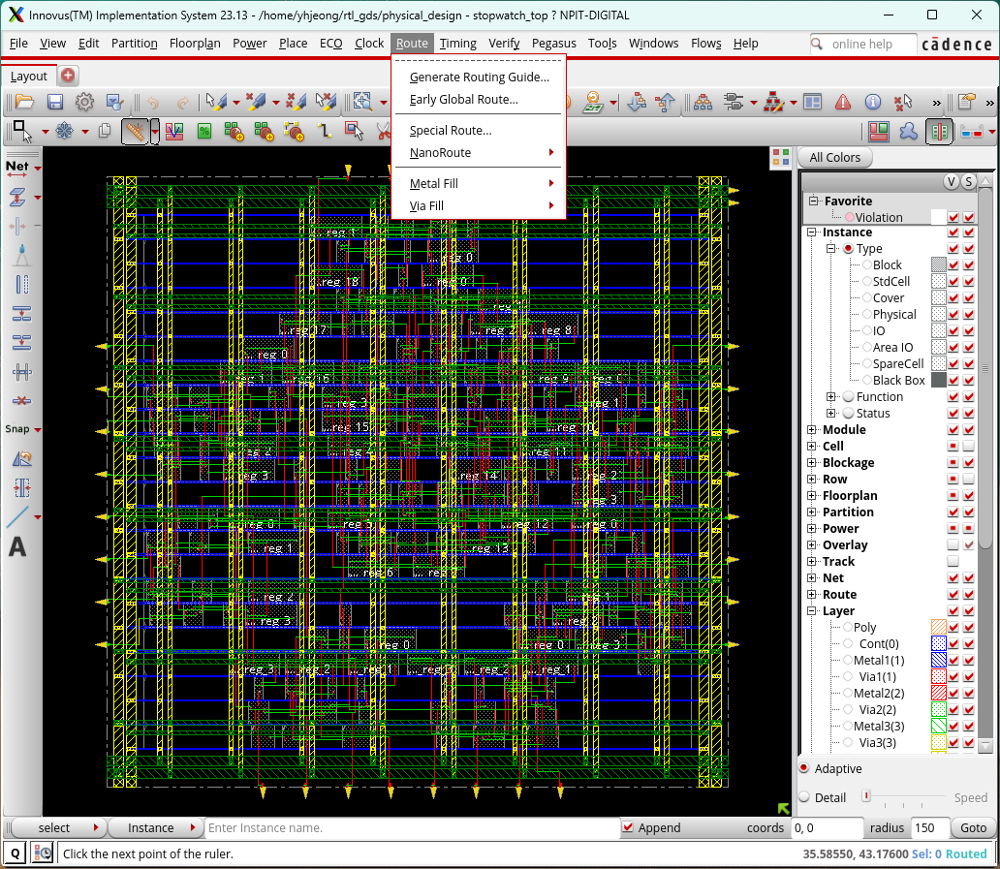 Innovus(TM) Implementation System 23.13 - /home/yhjeong/rtl_gds/physical_design - stopwatch_top ? NPIT-DIGITAL
File View Edit Partition Floorplan Power Place ECO Clock Route Timing Verify Pegasus Tools Windows Flows Help
online help
cādence
Layout
Generate Routing Guide...
Early Global Route...
Special Route...
NanoRoute
Metal Fill
Via Fill
Net
Snap
A
reg 1
reg 0
reg 18
reg 0
...reg 17
... reg 2
reg 8
... reg 0
reg 16
reg 9
reg 3
reg 1
...reg 15
... reg 2
reg 11
... reg 3
reg 14
... reg 2
... reg 3
... reg 0
reg 5
reg 12
... reg 0
... reg 1
reg 13
...reg 6
... reg 2
... reg 2
... reg 1
... reg 3
... reg
... reg 0
... reg 0
... reg 3
... reg 3
... reg 2
... reg 1
... reg 3
... reg 2
... reg 1
All Colors
V S
Favorite
Violation
Instance
Type
Block
StdCell
Cover
Physical
IO
Area IO
SpareCell
Black Box
Function
Status
Module
Cell
Blockage
Row
Floorplan
Partition
Power
Overlay
Track
Net
Route
Layer
Poly
Cont(0)
Metal1(1)
Via1(1)
Metal2(2)
Via2(2)
Metal3(3)
Via3(3)
Adaptive
Detail
Speed
select Instance Enter Instance name. Append coords 0, 0 radius 150 Goto
Q Click the next point of the ruler. 35.58550, 43.17600 Sel: 0 Routed